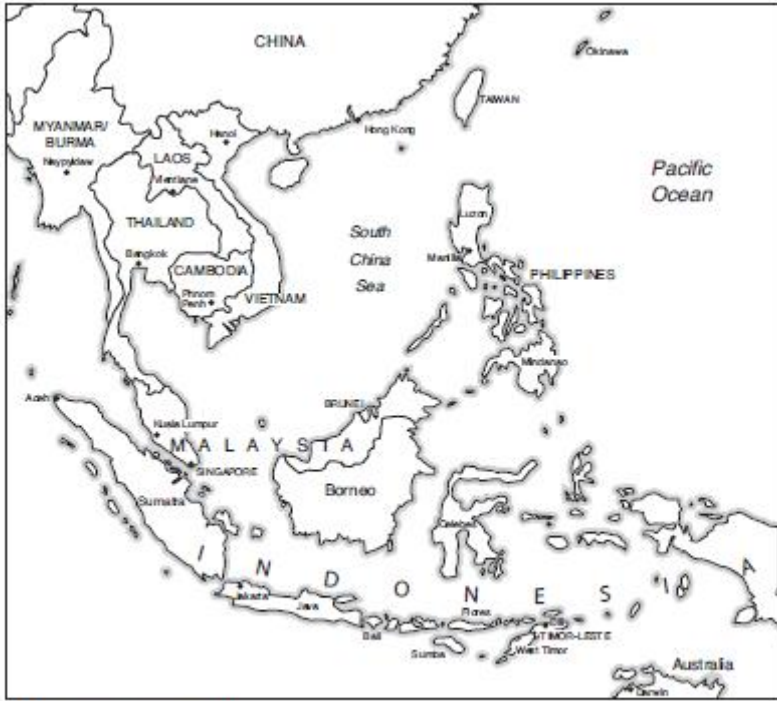 CHINA
Okinawa
TAIWAN
MYANMAR/
BURMA
Hanoi
Hong Kong
LAOS
Naypyidaw
Pacific
Ocean
Vientiane
THAILAND
Luzon
South
China
Sea
Bangkok
Manila
CAMBODIA
PHILIPPINES
Phnom
Penh
VIETNAM
Mindanao
Aceh
BRUNEI
Kuala Lumpur
MALAYSIA
SINGAPORE
Borneo
Sumatra
Celebes
INDONESIA
Jakarta
Java
Flores
Bali
TIMOR-LESTE
West Timor
Sumba
Australia
Darwin